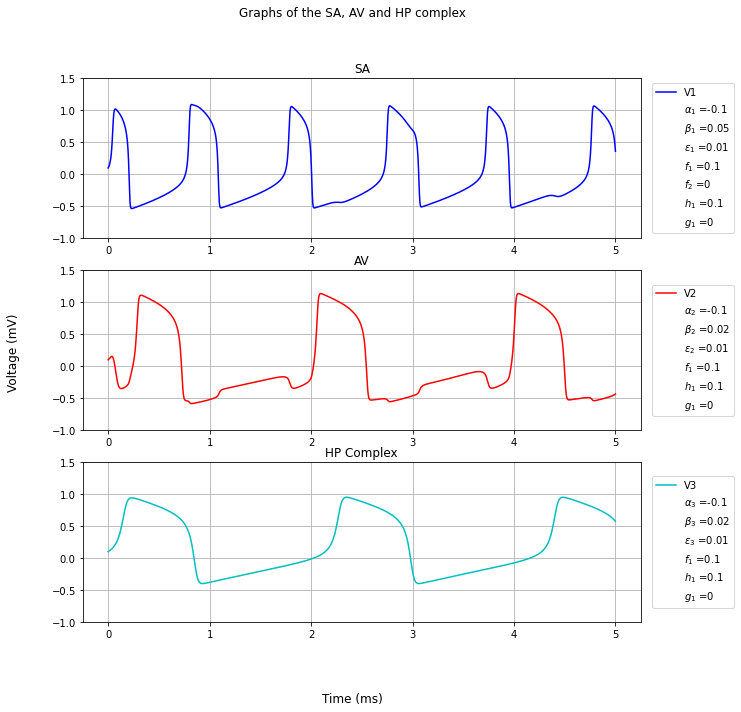 Graphs of the SA, AV and HP complex
SA
1.5
1.0
0.5
0.0
−0.5
−1.0
0 1 2 3 4 5
V1
α₁ =-0.1
β₁ =0.05
ε₁ =0.01
f₁ =0.1
f₂ =0
h₁ =0.1
g₁ =0
AV
1.5
1.0
0.5
0.0
−0.5
−1.0
0 1 2 3 4 5
V2
α₂ =-0.1
β₂ =0.02
ε₂ =0.01
f₁ =0.1
h₁ =0.1
g₁ =0
Voltage (mV)
HP Complex
1.5
1.0
0.5
0.0
−0.5
−1.0
0 1 2 3 4 5
V3
α₃ =-0.1
β₃ =0.02
ε₃ =0.01
f₁ =0.1
h₁ =0.1
g₁ =0
Time (ms)